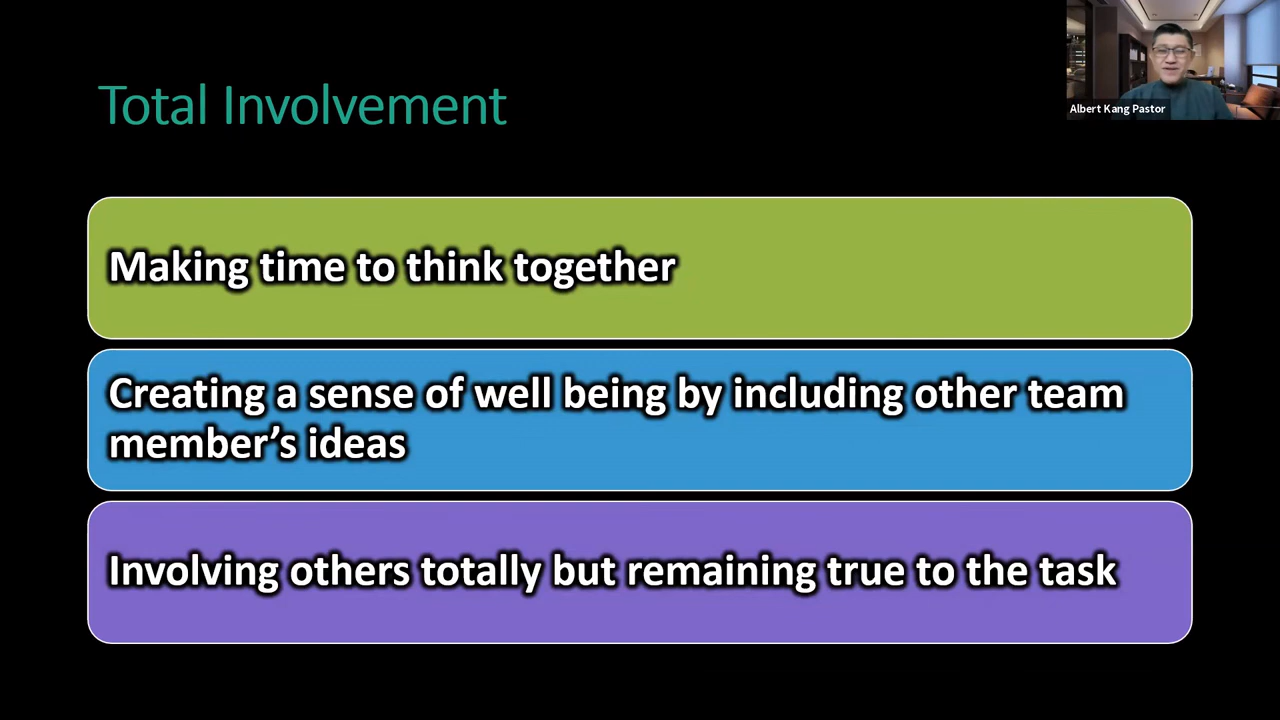 Total Involvement
Albert Kang Pastor
Making time to think together
Creating a sense of well being by including other team
member’s ideas
Involving others totally but remaining true to the task